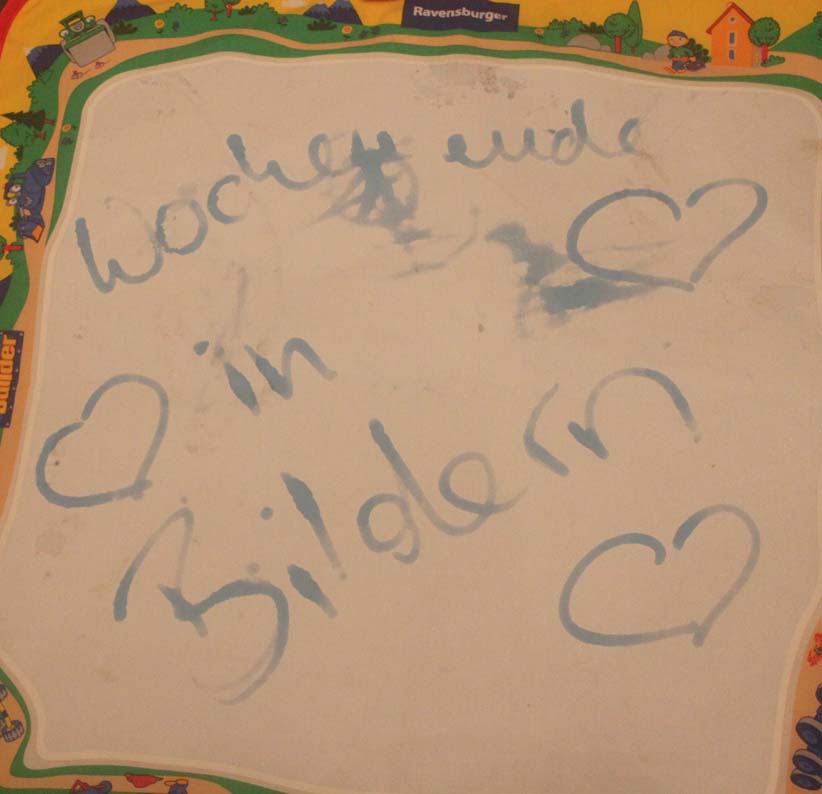 Ravensburger
Wochenende
in
Bildern